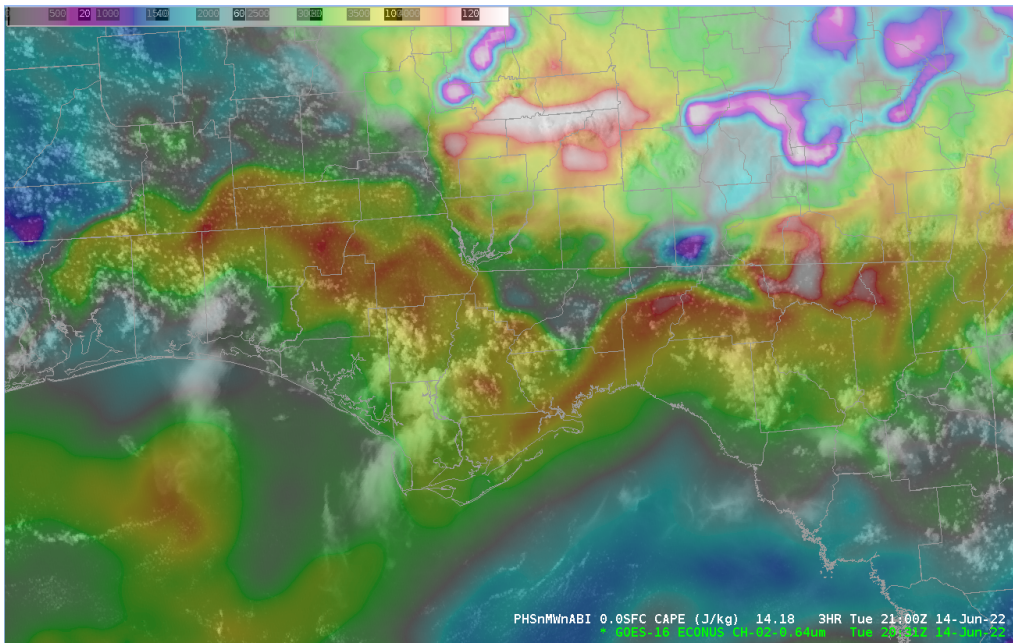 500 20 1000 1500 40 2000 60 2500 3000 80 3500 100 4000 120
PHSnMWnABI 0.0SFC CAPE (J/kg) 14.18 3HR Tue 21:00Z 14-Jun-22
* GOES-16 ECONUS CH-02-0.64um Tue 14-Jun-22